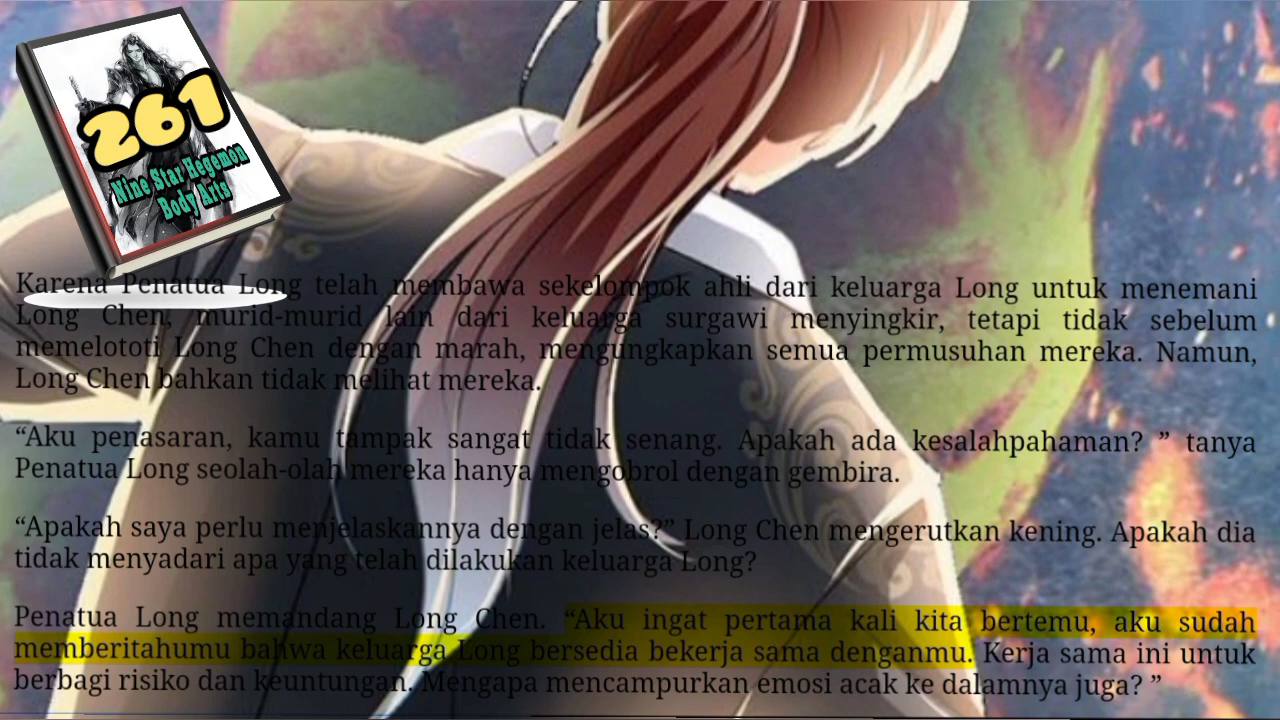 261
Nine Star Hegemon
Body Arts
Karena Penatua Long telah membawa sekelompok ahli dari keluarga Long untuk menemani
Long Chen, murid-murid lain dari keluarga surgawi menyingkir, tetapi tidak sebelum
memelototi Long Chen dengan marah, mengungkapkan semua permusuhan mereka. Namun,
Long Chen bahkan tidak melihat mereka.
“Aku penasaran, kamu tampak sangat tidak senang. Apakah ada kesalahpahaman? ” tanya
Penatua Long seolah-olah mereka hanya mengobrol dengan gembira.
“Apakah saya perlu menjelaskannya dengan jelas?” Long Chen mengerutkan kening. Apakah dia
tidak menyadari apa yang telah dilakukan keluarga Long?
Penatua Long memandang Long Chen. “Aku ingat pertama kali kita bertemu, aku sudah
memberitahumu bahwa keluarga Long bersedia bekerja sama denganmu. Kerja sama ini untuk
berbagi risiko dan keuntungan. Mengapa mencampurkan emosi acak ke dalamnya juga? ”